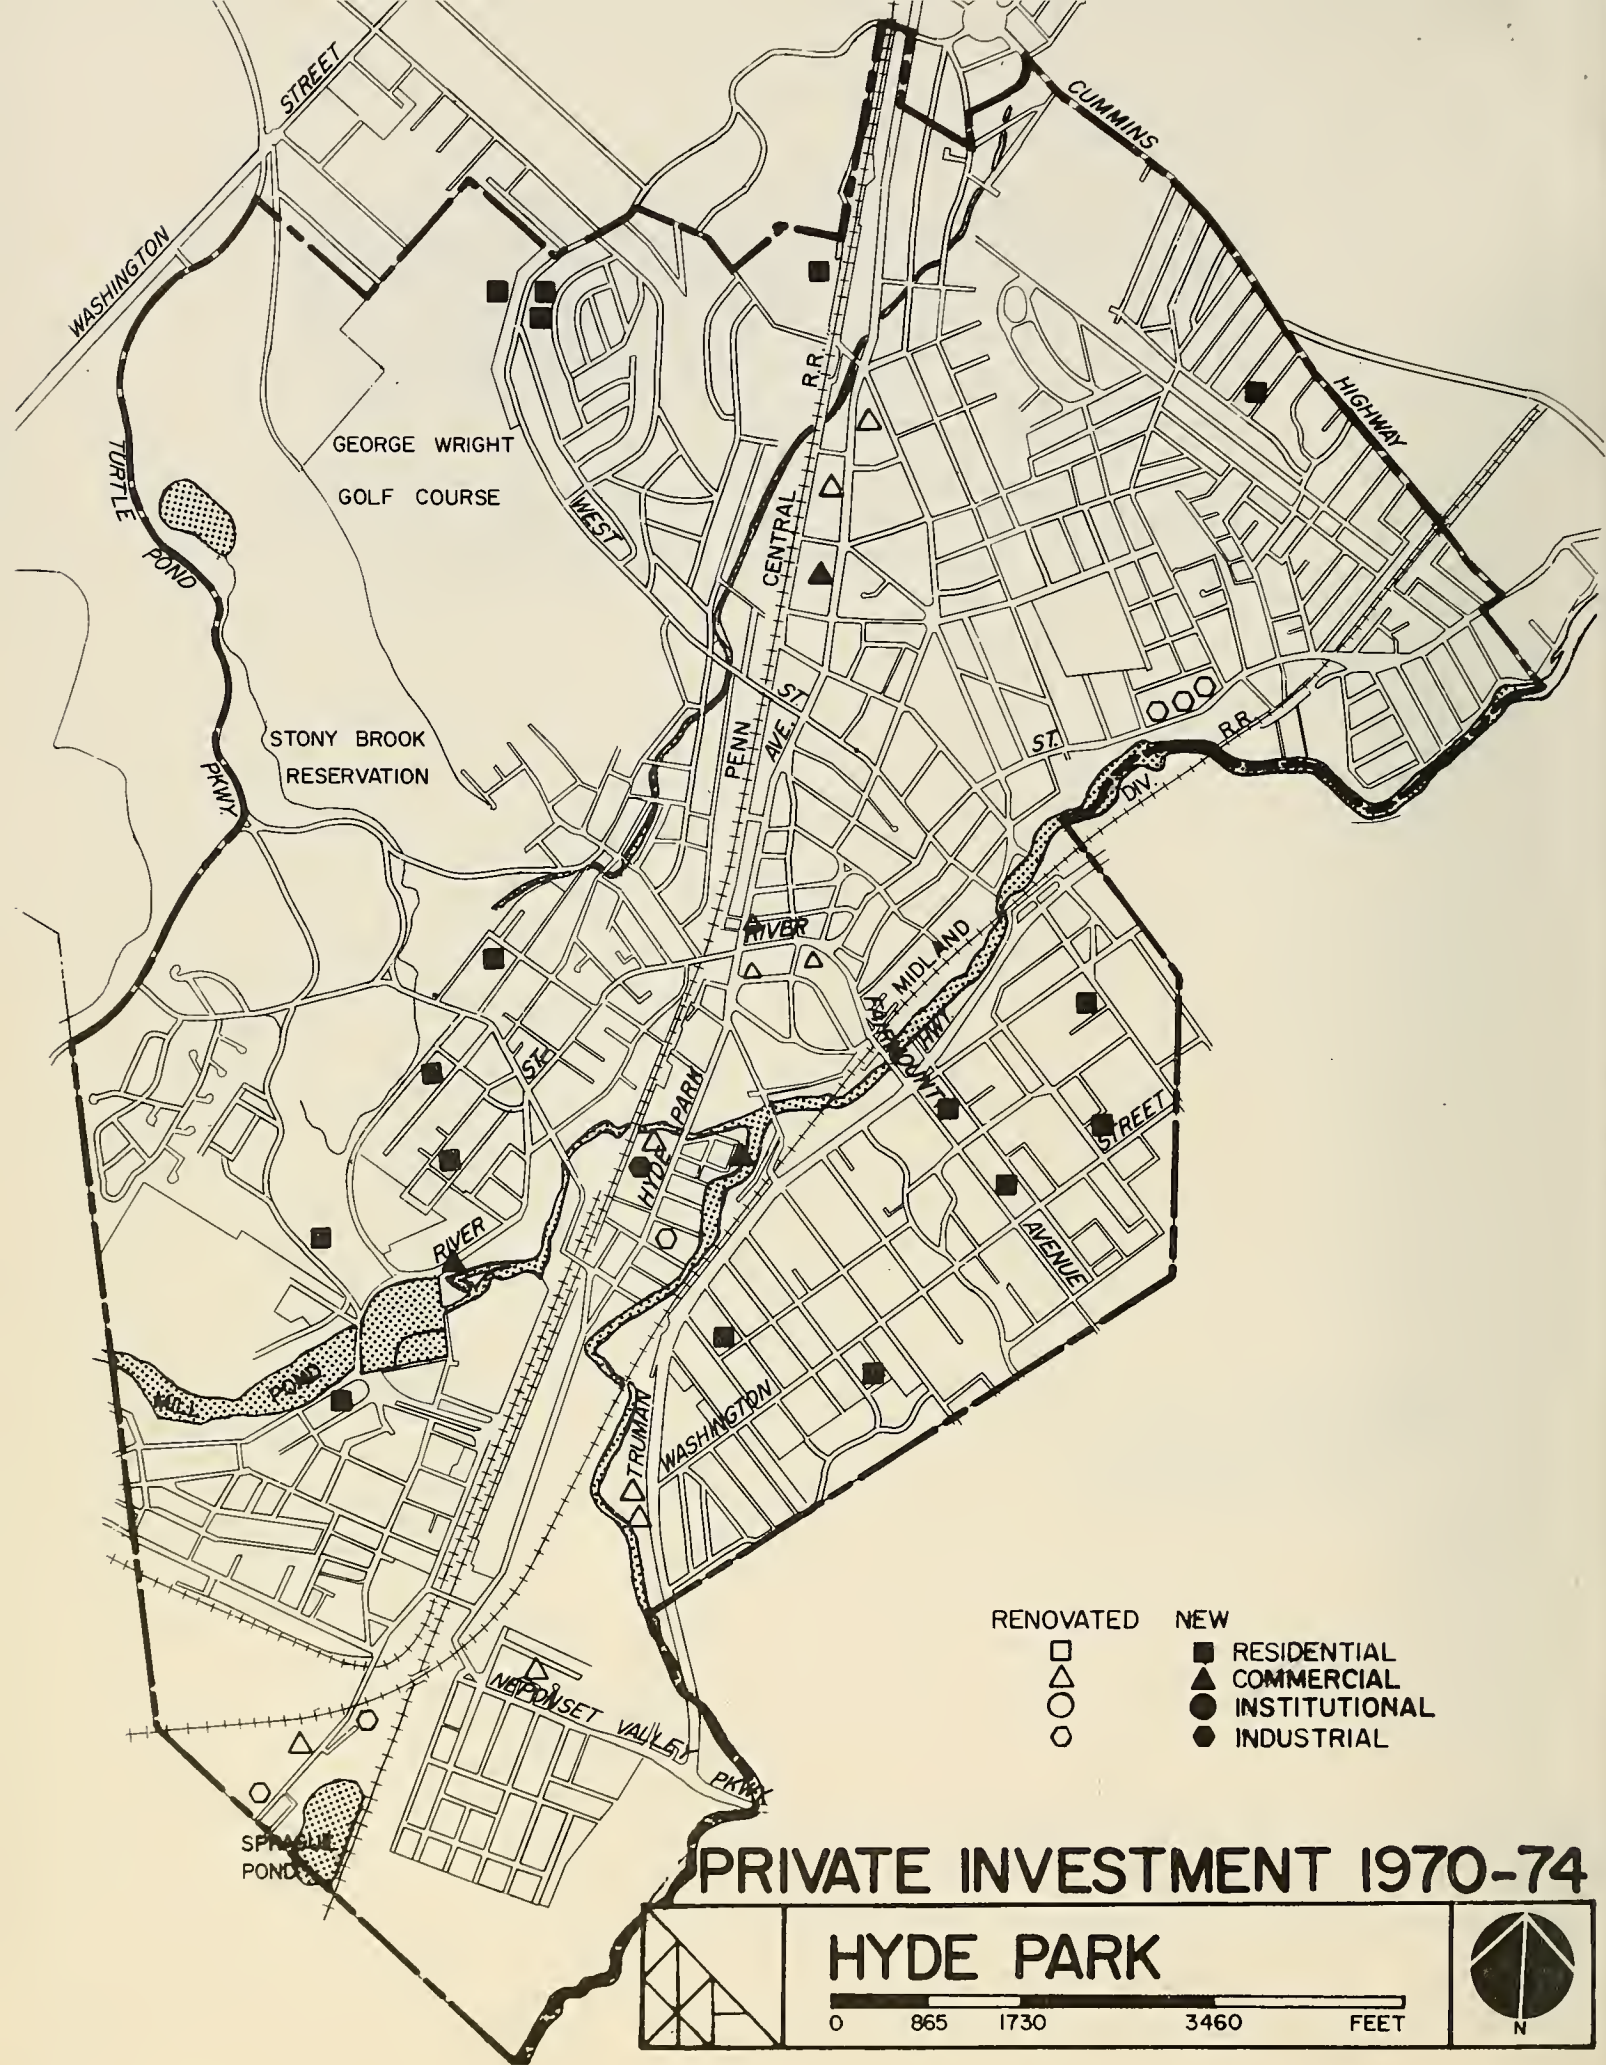 STREET
CUMMINS
WASHINGTON
R.R.
HIGHWAY
GEORGE WRIGHT
GOLF COURSE
TURTLE
WEST
CENTRAL
POND
ST.
STONY BROOK
RESERVATION
PENN
AVE.
ST.
R.R.
PKWY.
DIV.
RIVER
MIDLAND
FAIRMOUNT
HWY.
ST.
PARK
HYDE
STREET
RIVER
AVENUE
MILL
POND
TRUMAN
WASHINGTON
RENOVATED NEW
RESIDENTIAL
COMMERCIAL
INSTITUTIONAL
INDUSTRIAL
NEPONSET VALLEY
PKWY.
SPRAGUE
POND
PRIVATE INVESTMENT 1970-74
HYDE PARK
0 865 1730 3460 FEET
N